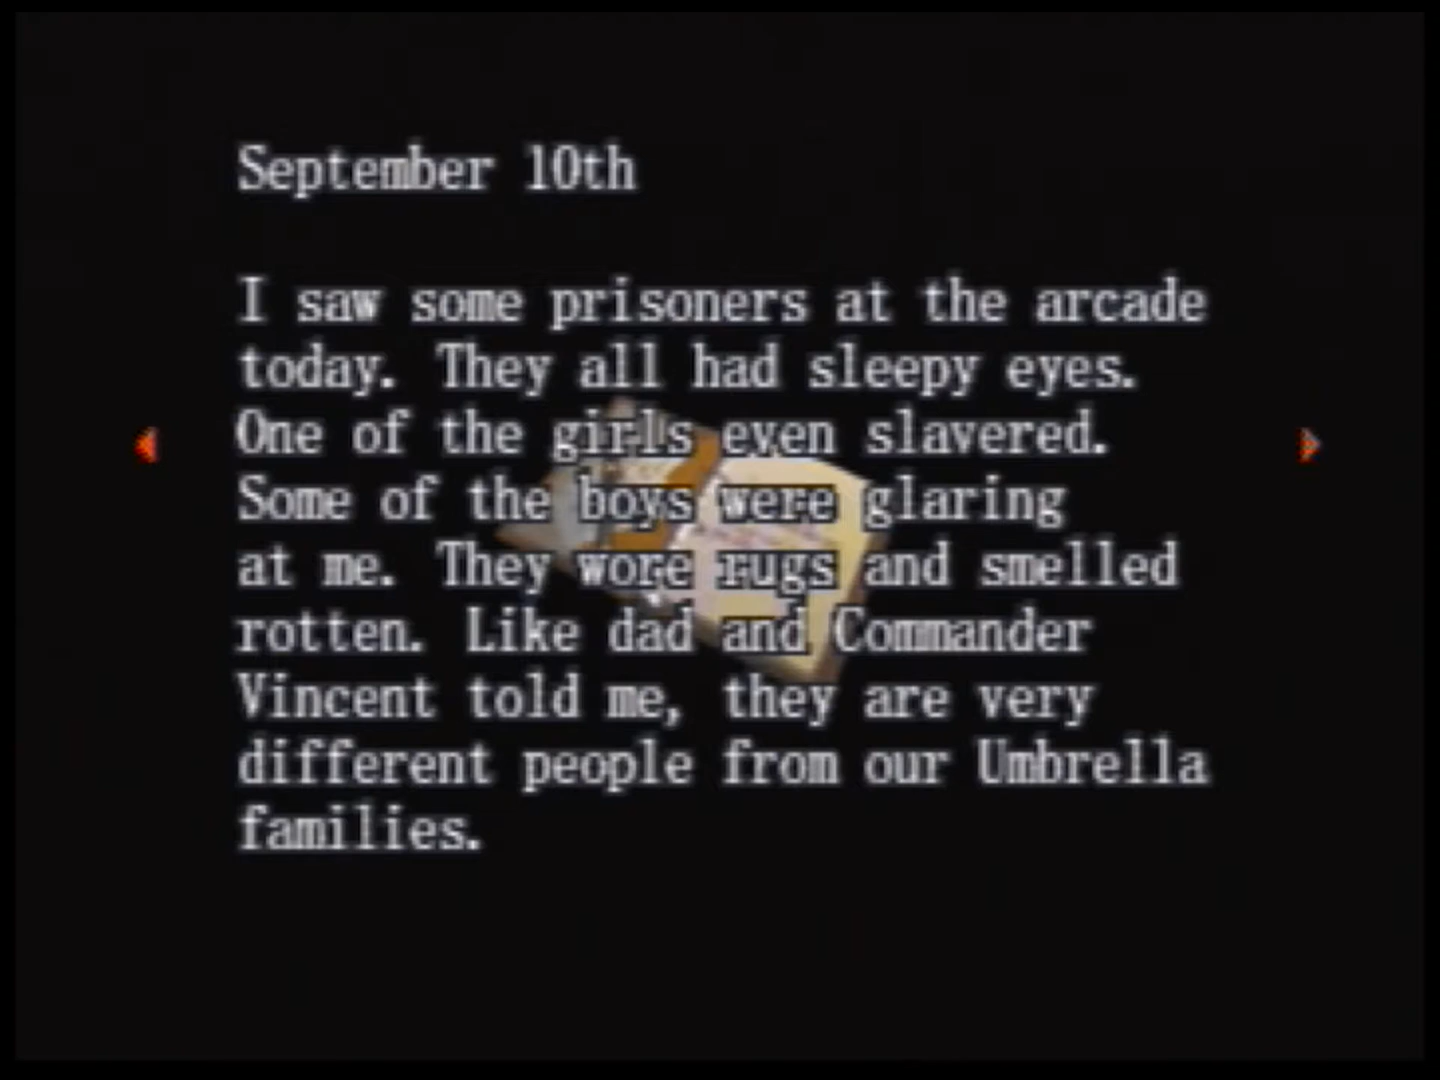 September 10th
I saw some prisoners at the arcade
today. They all had sleepy eyes.
One of the girls even slavered.
Some of the boys were glaring
at me. They wore rugs and smelled
rotten. Like dad and Commander
Vincent told me, they are very
different people from our Umbrella
families.